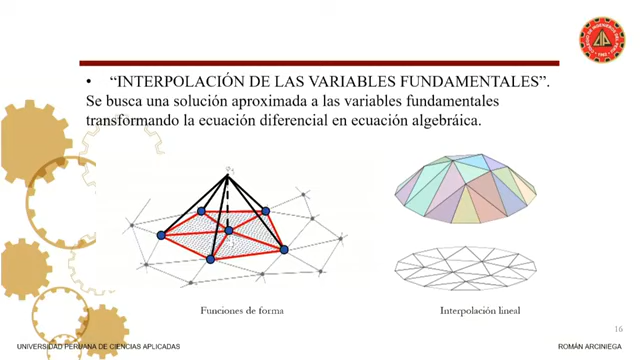 • “INTERPOLACIÓN DE LAS VARIABLES FUNDAMENTALES”.
Se busca una solución aproximada a las variables fundamentales
transformando la ecuación diferencial en ecuación algebráica.
Funciones de forma
Interpolación lineal
16
UNIVERSIDAD PERUANA DE CIENCIAS APLICADAS
ROMÁN ARCINIEGA